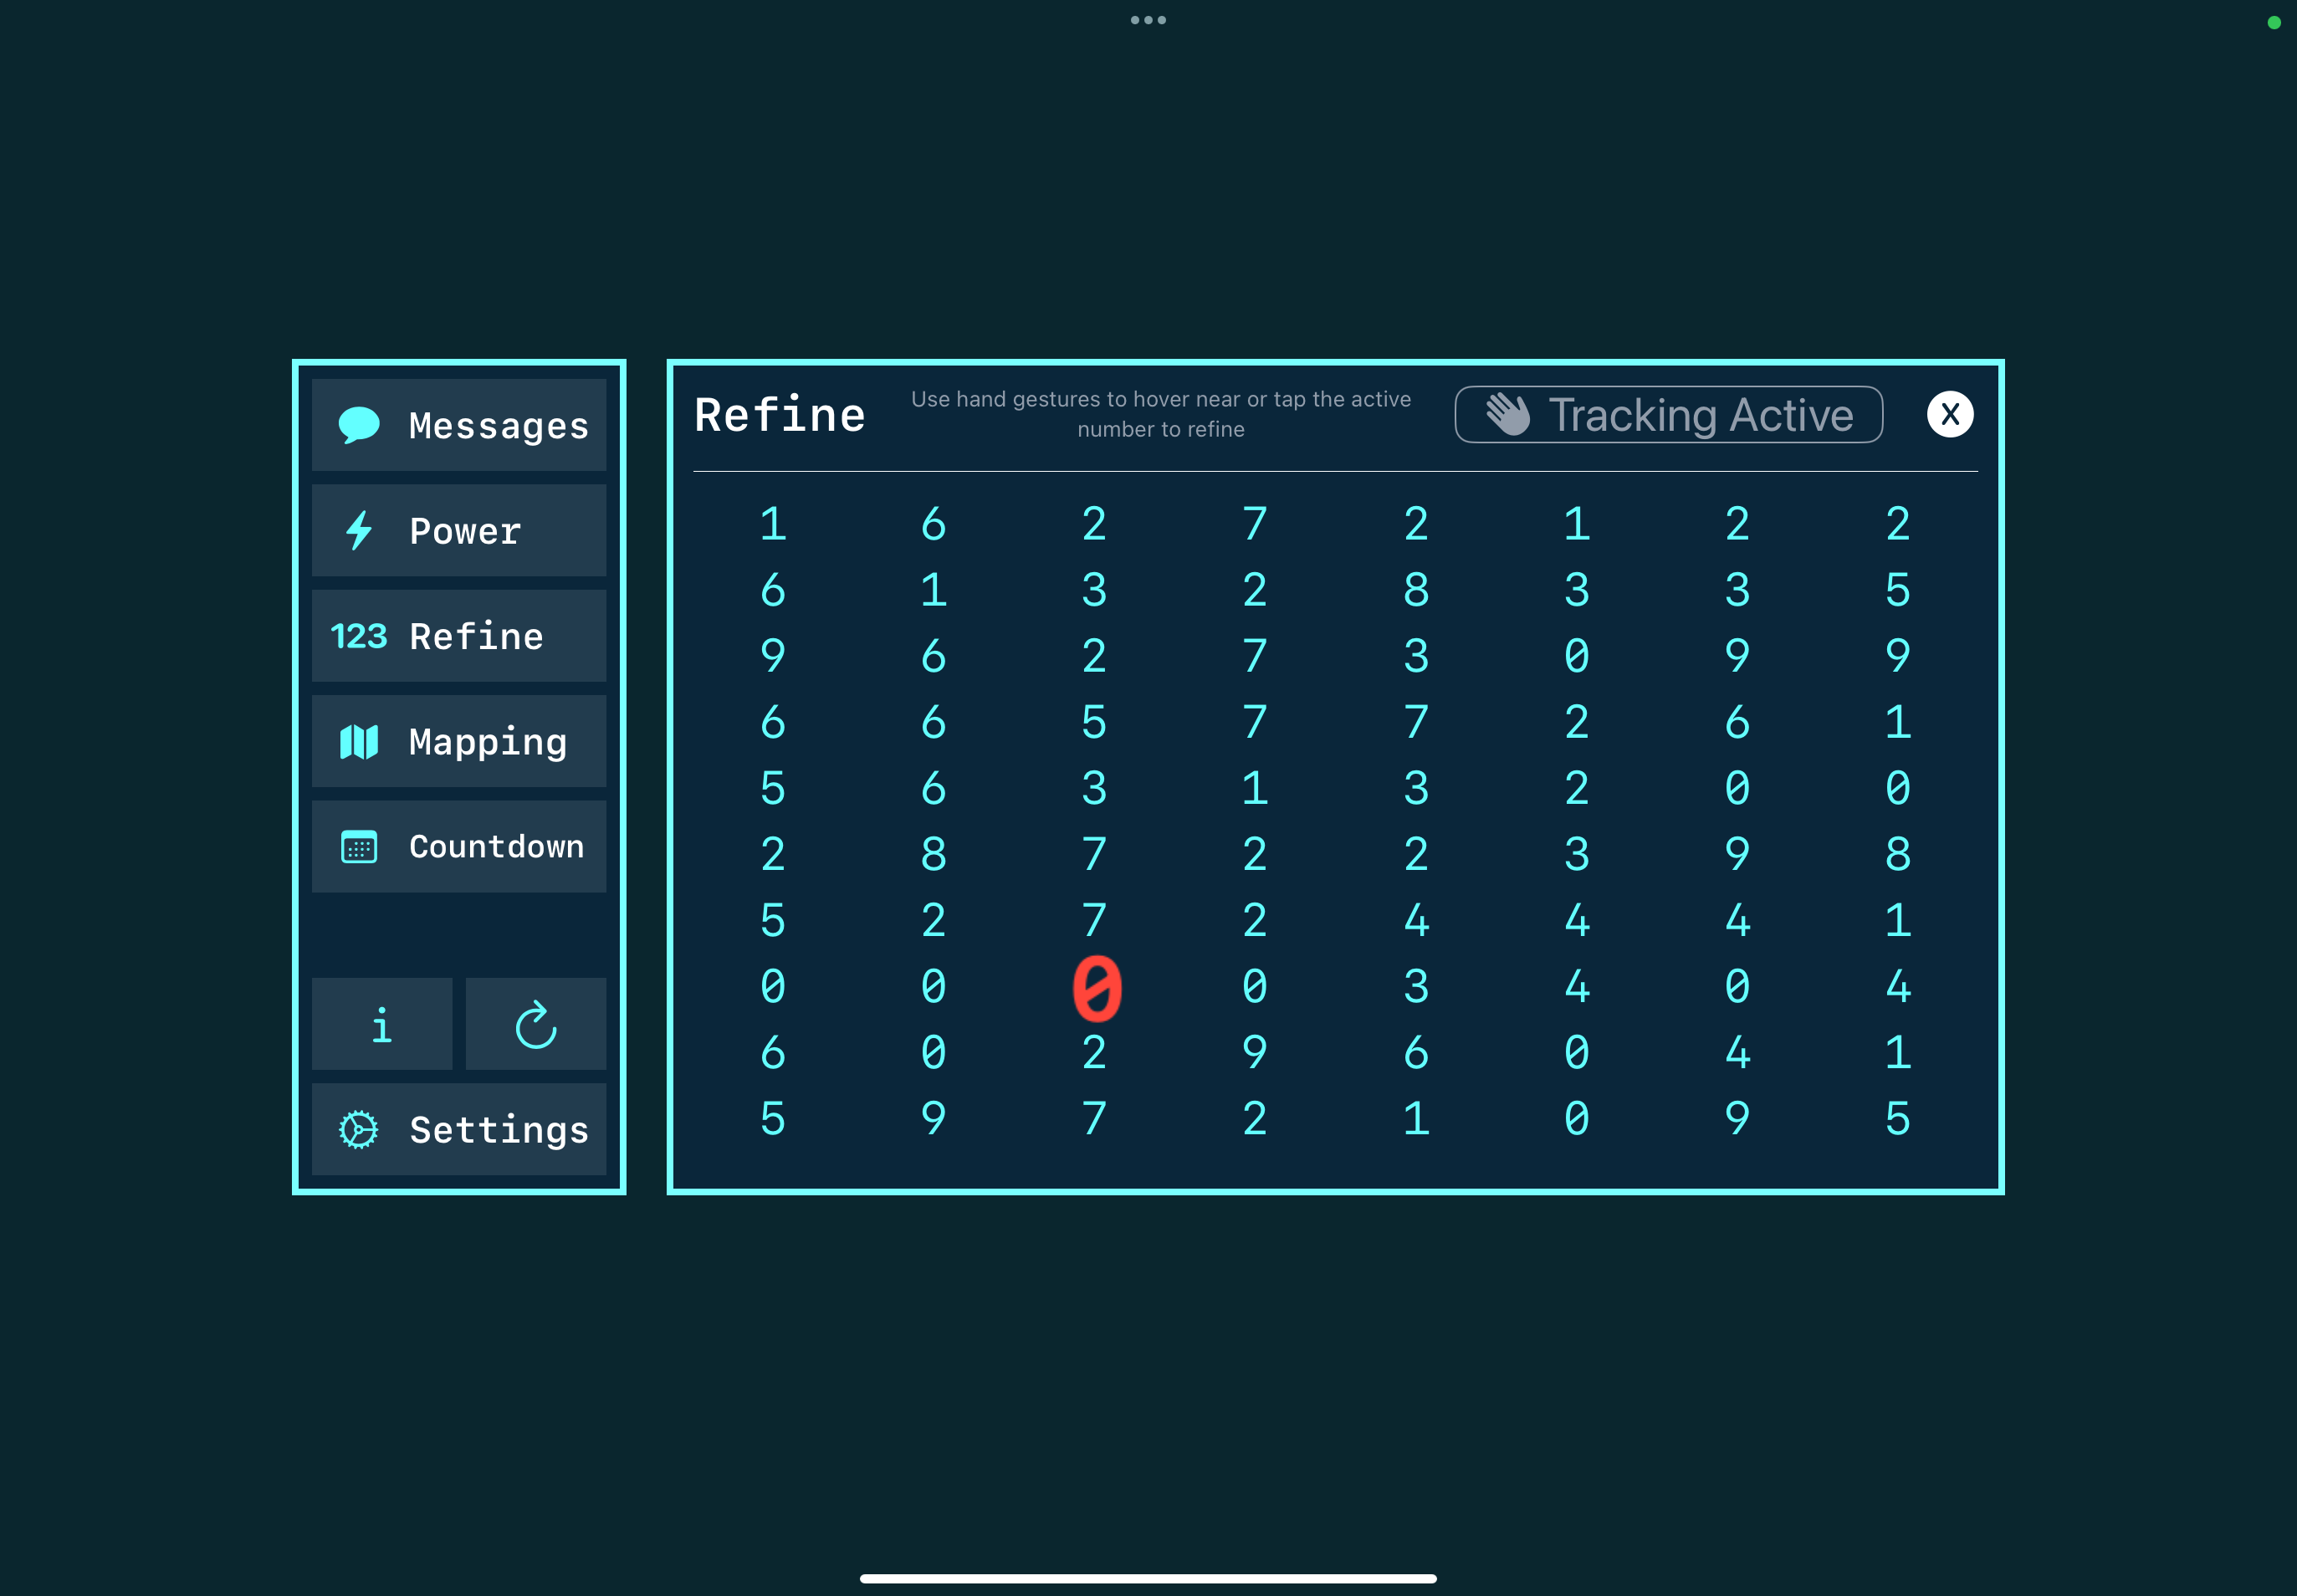 Messages
Power
123 Refine
Mapping
Countdown
i
Settings
Refine
Use hand gestures to hover near or tap the active
number to refine
Tracking Active
X
1 6 2 7 2 1 2 2
6 1 3 2 8 3 3 5
9 6 2 7 3 0 9 9
6 6 5 7 7 2 6 1
5 6 3 1 3 2 0 0
2 8 7 2 2 3 9 8
5 2 7 2 4 4 4 1
0 0 0 0 3 4 0 4
6 0 2 9 6 0 4 1
5 9 7 2 1 0 9 5